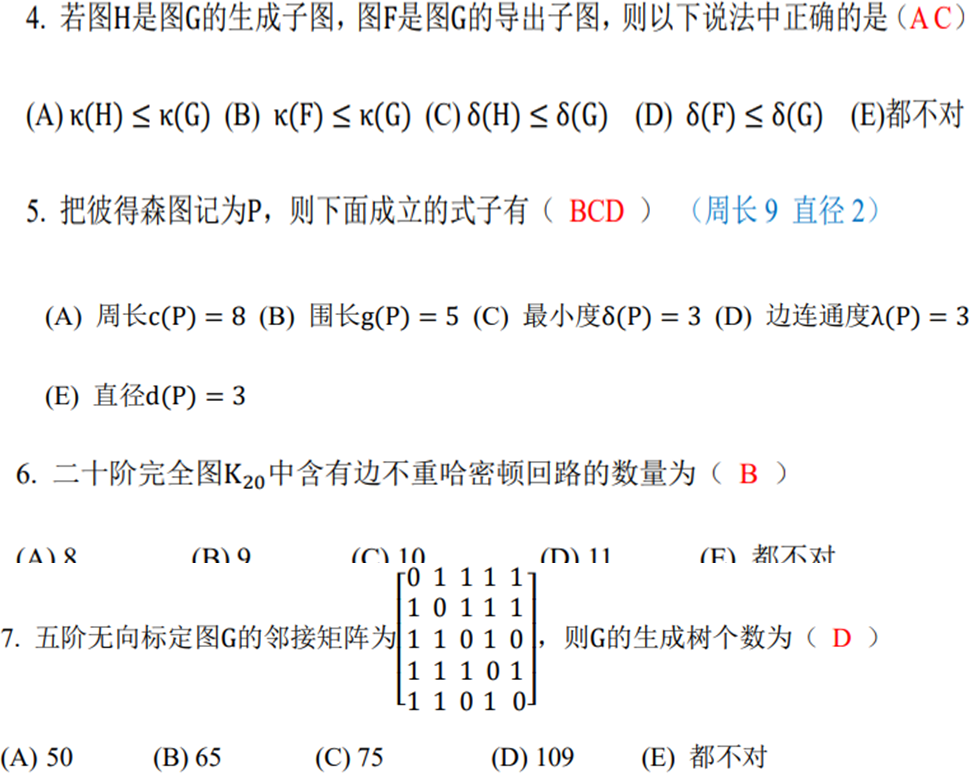 4. 若图H是图G的生成子图，图F是图G的导出子图，则以下说法中正确的是（A C）
(A) κ(H) ≤ κ(G) (B) κ(F) ≤ κ(G) (C) δ(H) ≤ δ(G) (D) δ(F) ≤ δ(G) (E)都不对
5. 把彼得森图记为P，则下面成立的式子有（ BCD ）（周长 9 直径 2）
(A) 周长c(P) = 8 (B) 围长g(P) = 5 (C) 最小度δ(P) = 3 (D) 边连通度λ(P) = 3
(E) 直径d(P) = 3
6. 二十阶完全图K₂₀中含有边不重哈密顿回路的数量为（ B ）
(A) 8 (B) 9 (C) 10 (D) 11 (E) 都不对
0 1 1 1 1
1 0 1 1 1
7. 五阶无向标定图G的邻接矩阵为 1 1 0 1 0 ，则G的生成树个数为（ D ）
1 1 1 0 1
1 1 0 1 0
(A) 50 (B) 65 (C) 75 (D) 109 (E) 都不对